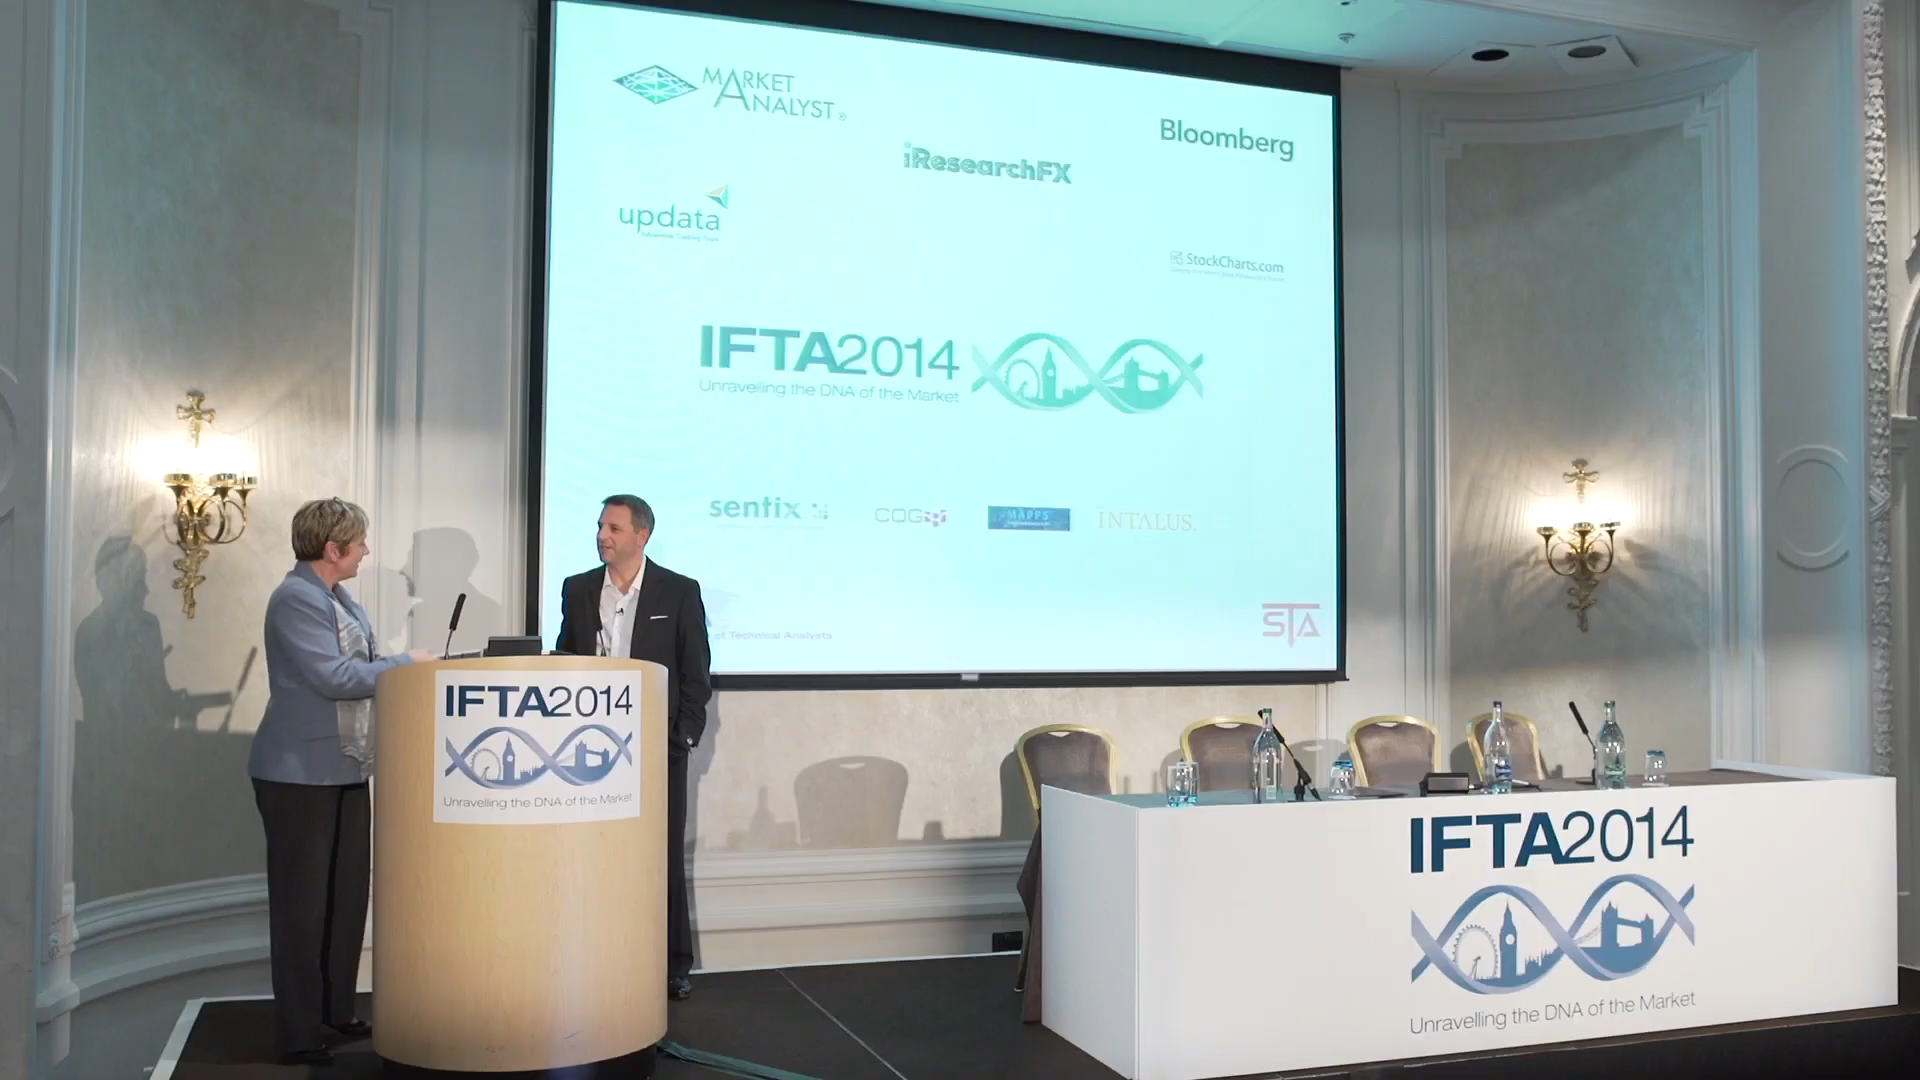 MARKET
ANALYST®
Bloomberg
iResearchFX
updata
StockCharts.com
IFTA2014
Unravelling the DNA of the Market
sentix
COG
MAPPS
INTALUS.
of Technical Analysts
STA
IFTA2014
Unravelling the DNA of the Market
IFTA2014
Unravelling the DNA of the Market